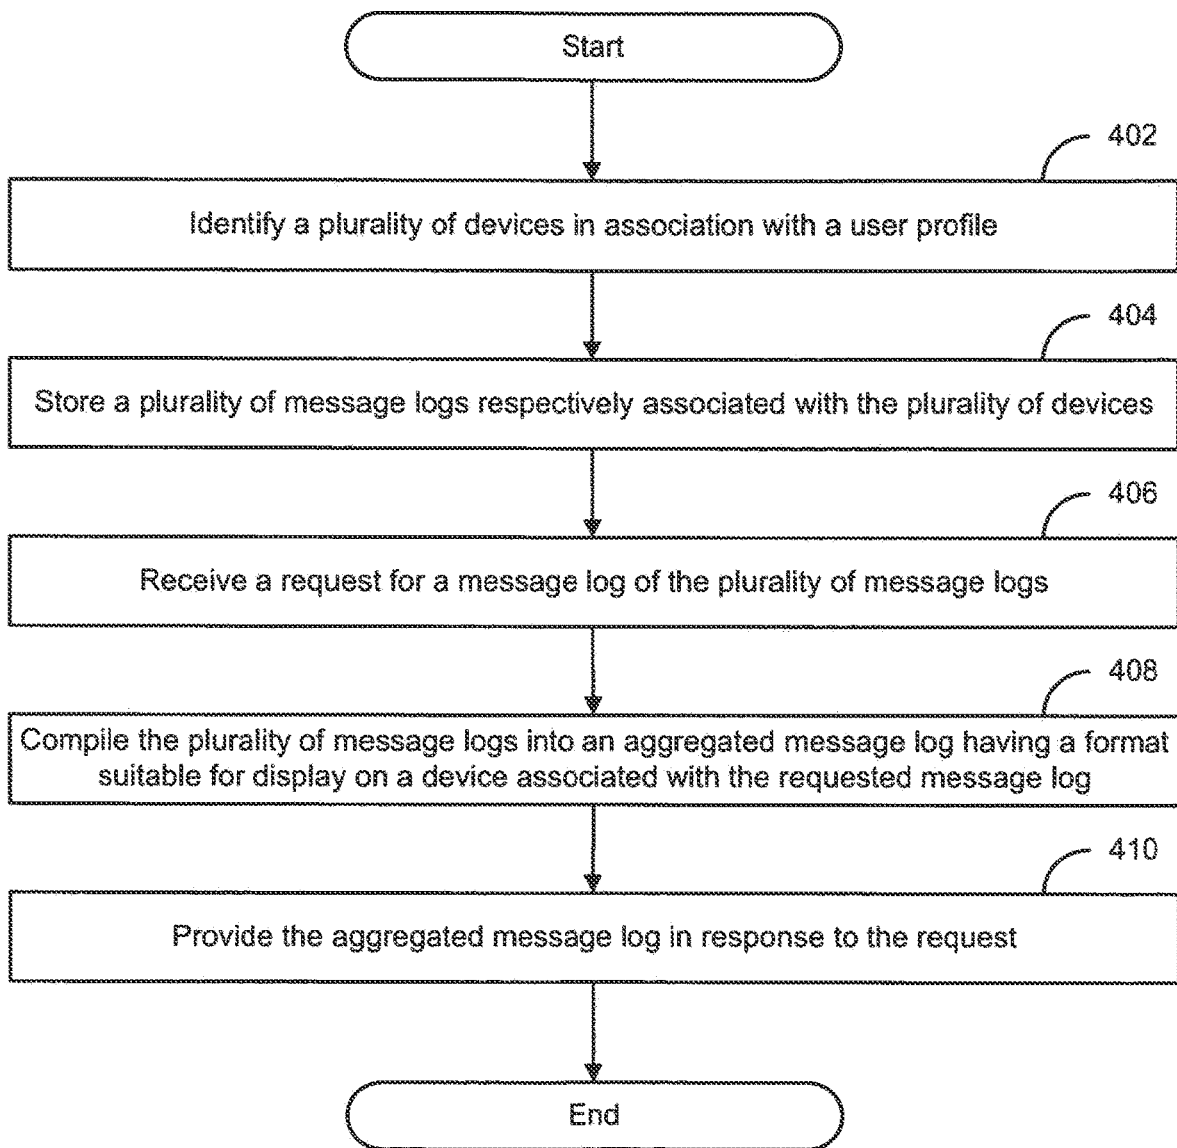 Start
402
Identify a plurality of devices in association with a user profile
404
Store a plurality of message logs respectively associated with the plurality of devices
406
Receive a request for a message log of the plurality of message logs
408
Compile the plurality of message logs into an aggregated message log having a format
suitable for display on a device associated with the requested message log
410
Provide the aggregated message log in response to the request
End